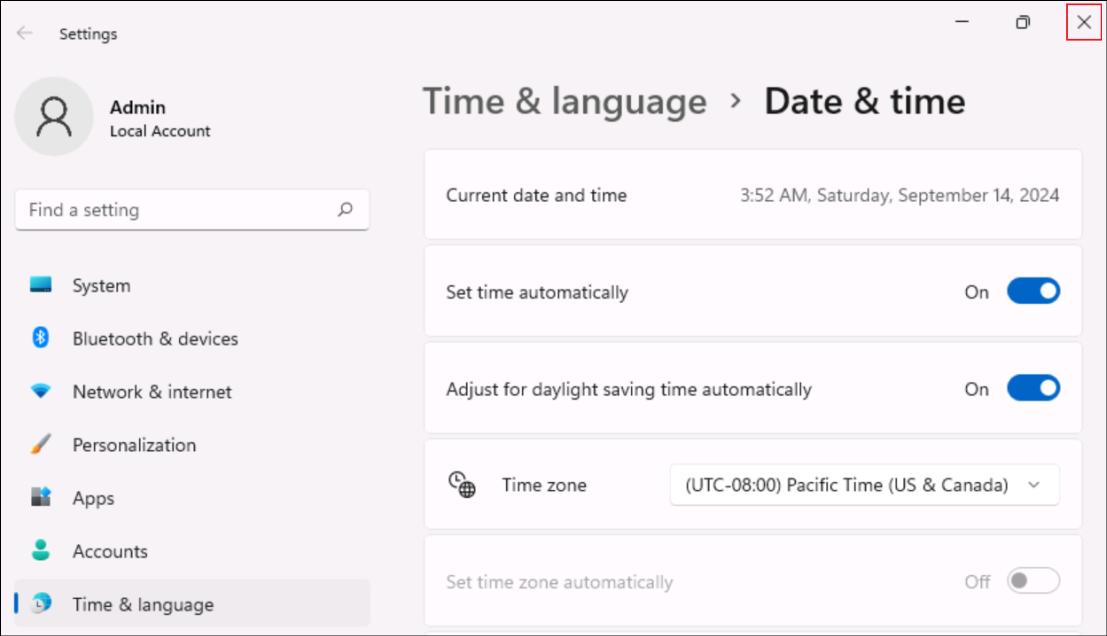 Settings
Admin
Local Account
Find a setting
System
Bluetooth & devices
Network & internet
Personalization
Apps
Accounts
Time & language
Time & language > Date & time
Current date and time 3:52 AM, Saturday, September 14, 2024
Set time automatically On
Adjust for daylight saving time automatically On
Time zone (UTC-08:00) Pacific Time (US & Canada)
Set time zone automatically Off